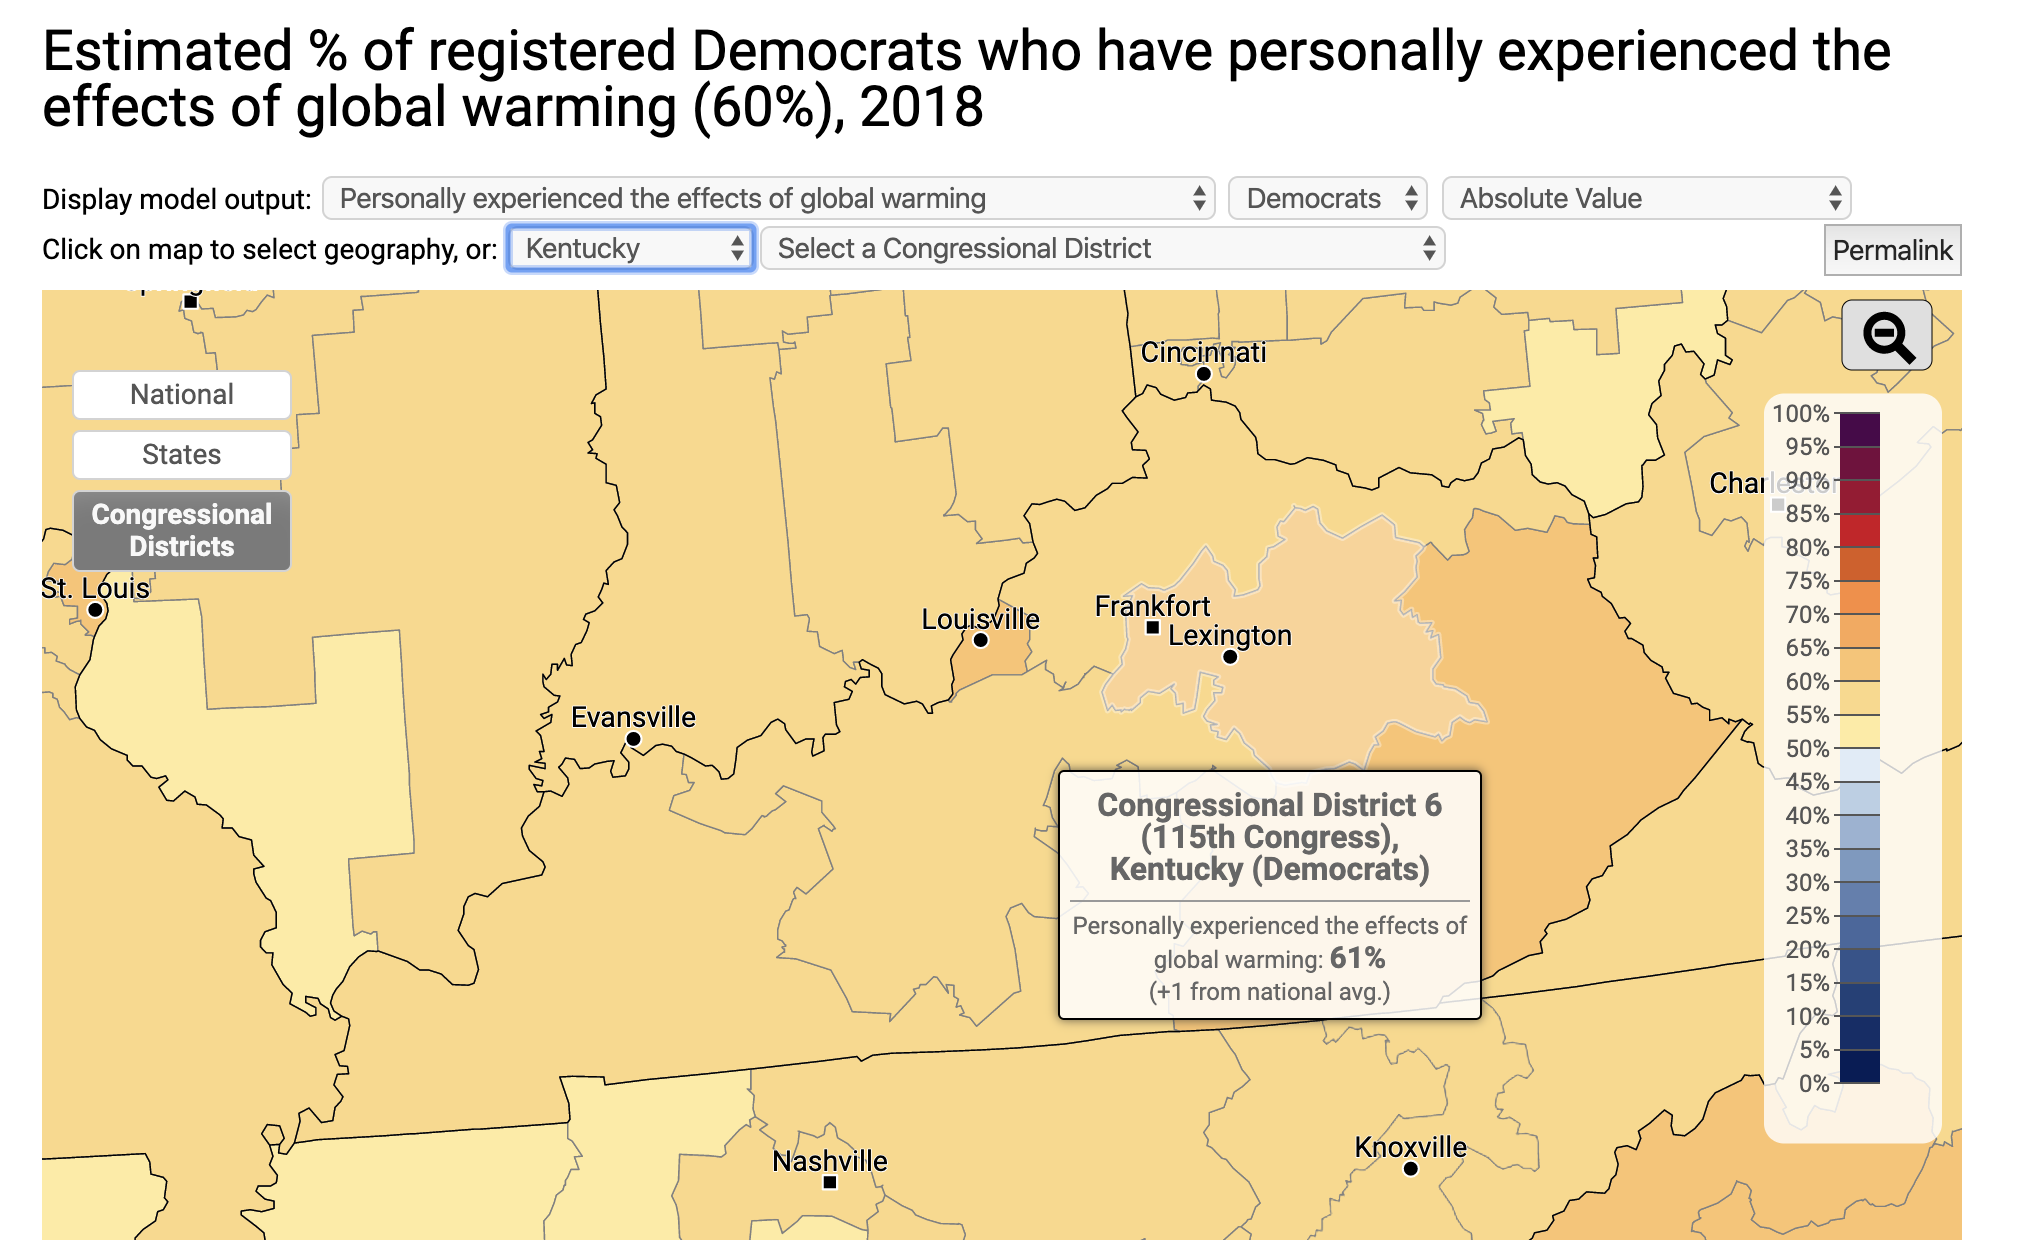 Estimated % of registered Democrats who have personally experienced the
effects of global warming (60%), 2018
Display model output: Personally experienced the effects of global warming Democrats Absolute Value
Click on map to select geography, or: Kentucky Select a Congressional District Permalink
National
States
Congressional
Districts
Cincinnati
St. Louis
Louisville
Frankfort
Lexington
Evansville
Nashville
Knoxville
Congressional District 6
(115th Congress),
Kentucky (Democrats)
Personally experienced the effects of
global warming: 61%
(+1 from national avg.)
Charleston
100%
95%
90%
85%
80%
75%
70%
65%
60%
55%
50%
45%
40%
35%
30%
25%
20%
15%
10%
5%
0%